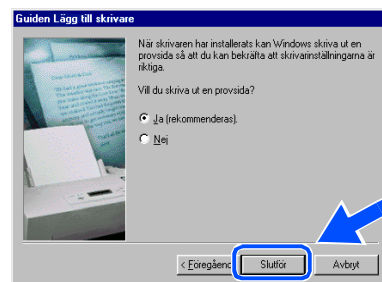 Guiden Lägg till skrivare
När skrivaren har installerats kan Windows skriva ut en
provsida så att du kan bekräfta att skrivarinställningarna är
riktiga.
Vill du skriva ut en provsida?
Ja (rekommenderas).
Nej
< Föregåend
Slutför
Avbryt